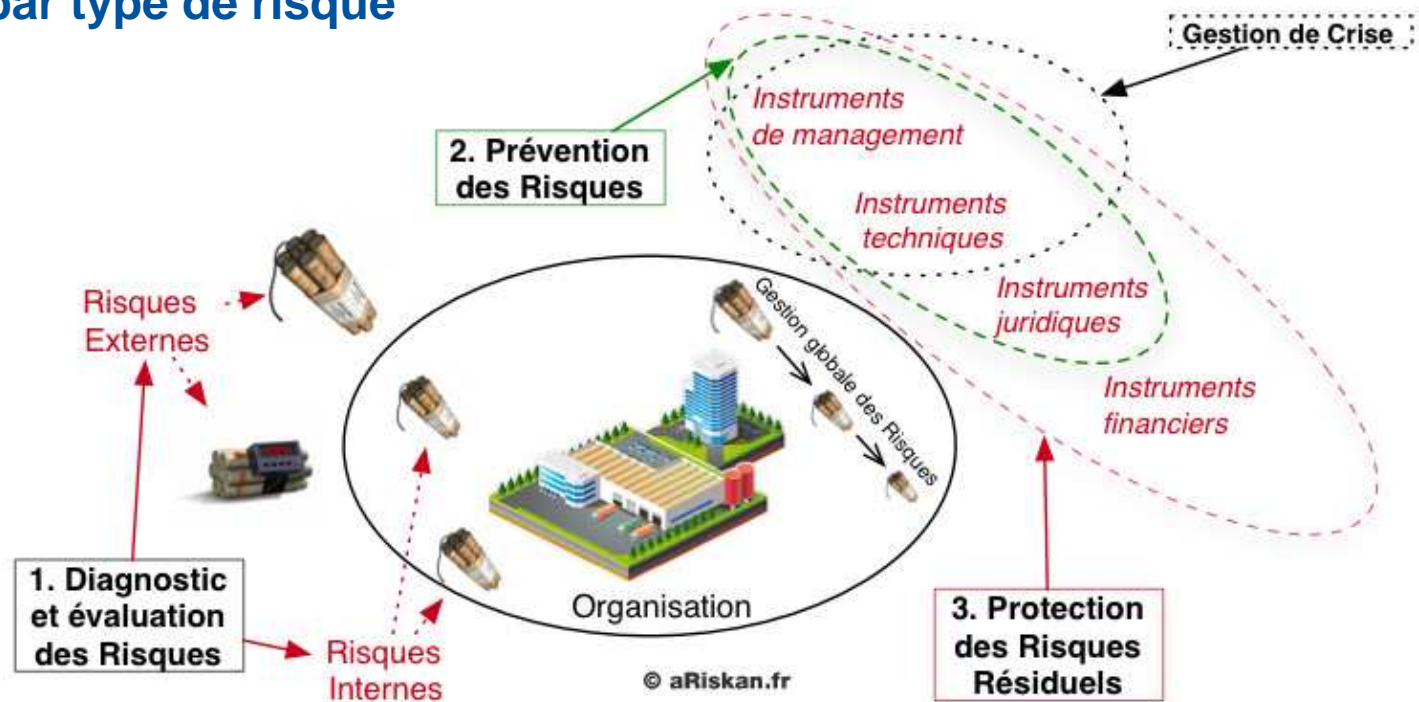 par type de risque
Gestion de Crise
Instruments
de management
2. Prévention
des Risques
Instruments
techniques
Risques
Externes
Gestion globale des Risques
Instruments
juridiques
Instruments
financiers
1. Diagnostic
et évaluation
des Risques
Organisation
Risques
Internes
3. Protection
des Risques
Résiduels
© aRiskan.fr